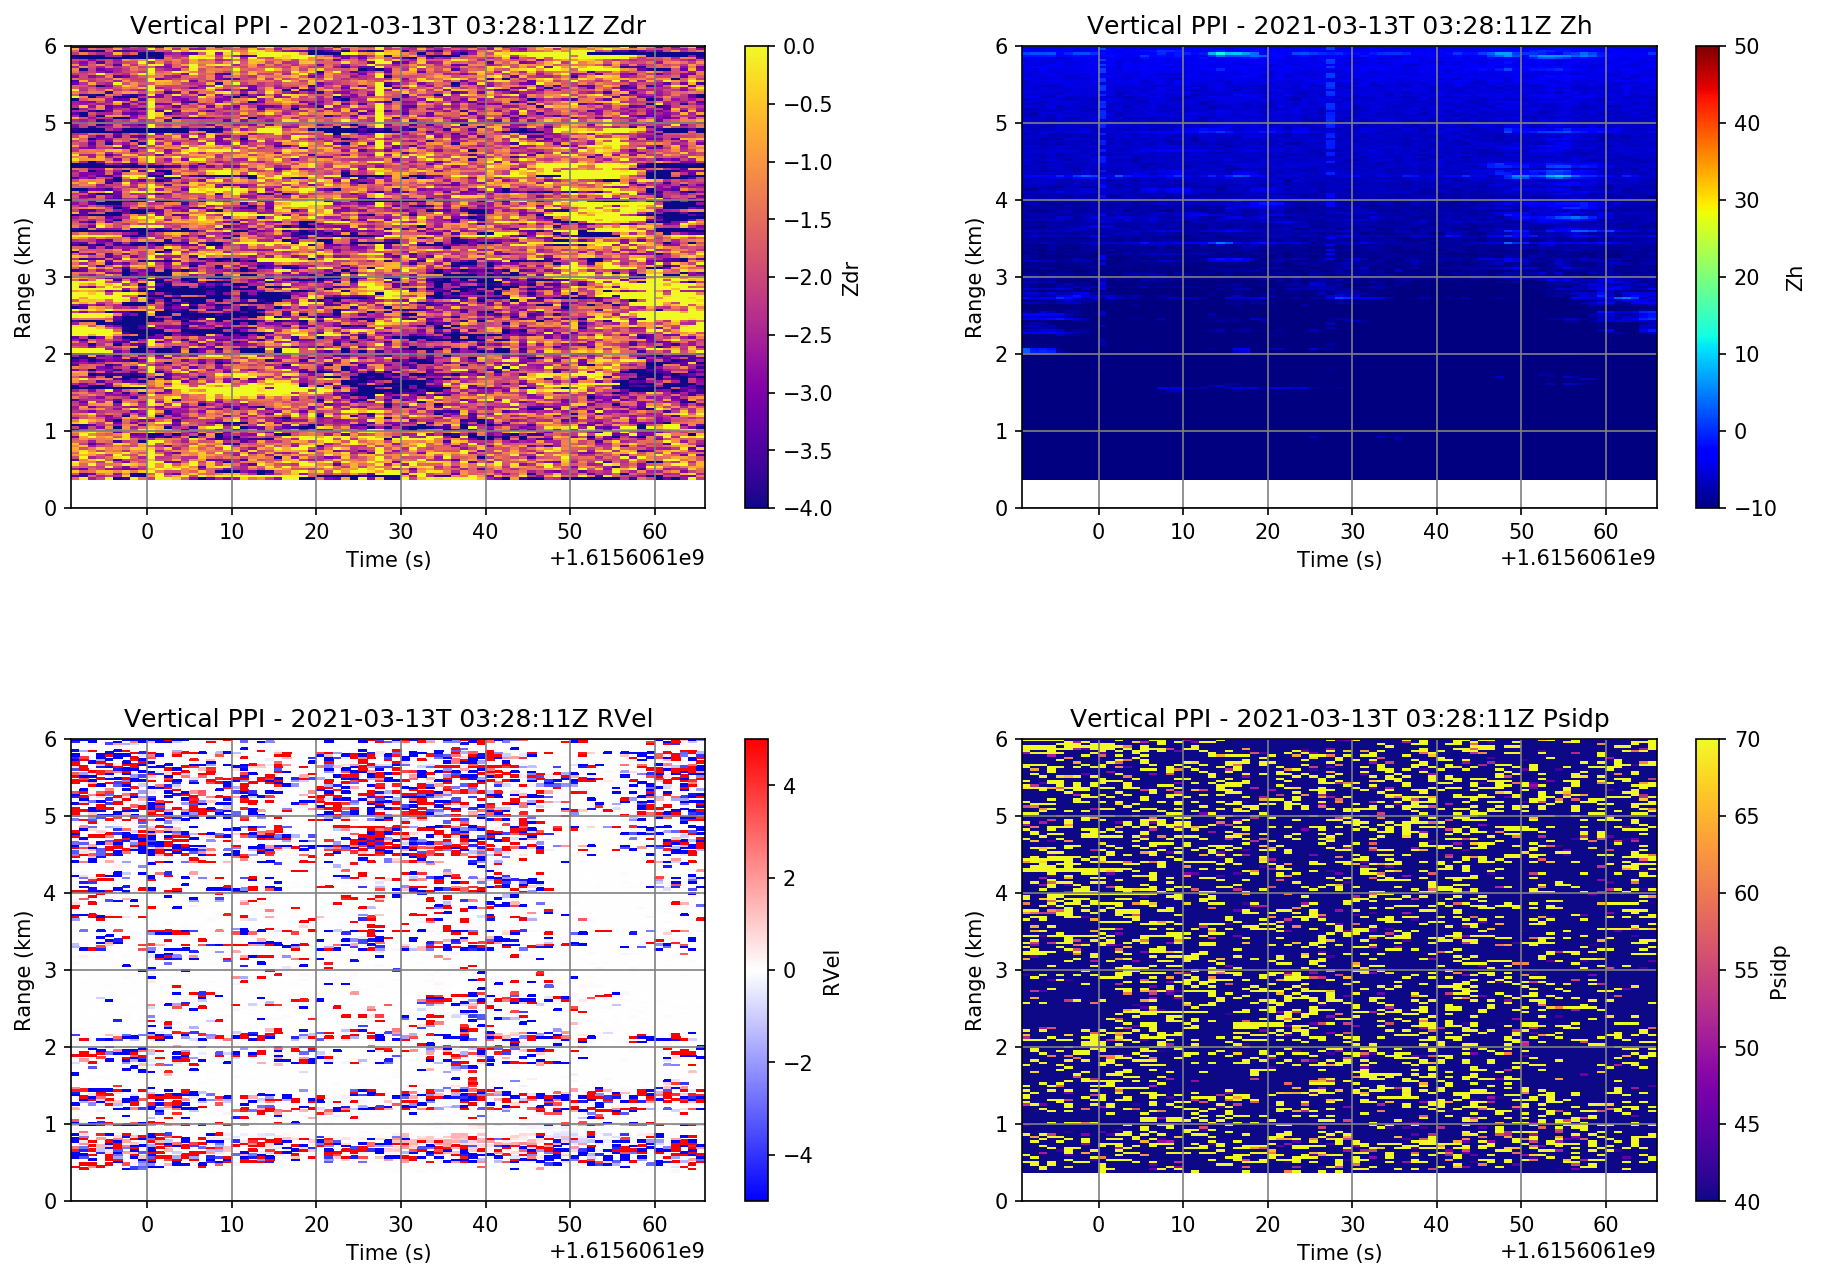 Vertical PPI - 2021-03-13T 03:28:11Z Zdr
6
5
4
3
2
1
0
Range (km)
0 10 20 30 40 50 60
Time (s)
+1.6156061e9
0.0
−0.5
−1.0
−1.5
−2.0
−2.5
−3.0
−3.5
−4.0
Zdr
Vertical PPI - 2021-03-13T 03:28:11Z Zh
6
5
4
3
2
1
0
Range (km)
0 10 20 30 40 50 60
Time (s)
+1.6156061e9
50
40
30
20
10
0
−10
Zh
Vertical PPI - 2021-03-13T 03:28:11Z RVel
6
5
4
3
2
1
0
Range (km)
0 10 20 30 40 50 60
Time (s)
+1.6156061e9
4
2
0
−2
−4
RVel
Vertical PPI - 2021-03-13T 03:28:11Z Psidp
6
5
4
3
2
1
0
Range (km)
0 10 20 30 40 50 60
Time (s)
+1.6156061e9
70
65
60
55
50
45
40
Psidp